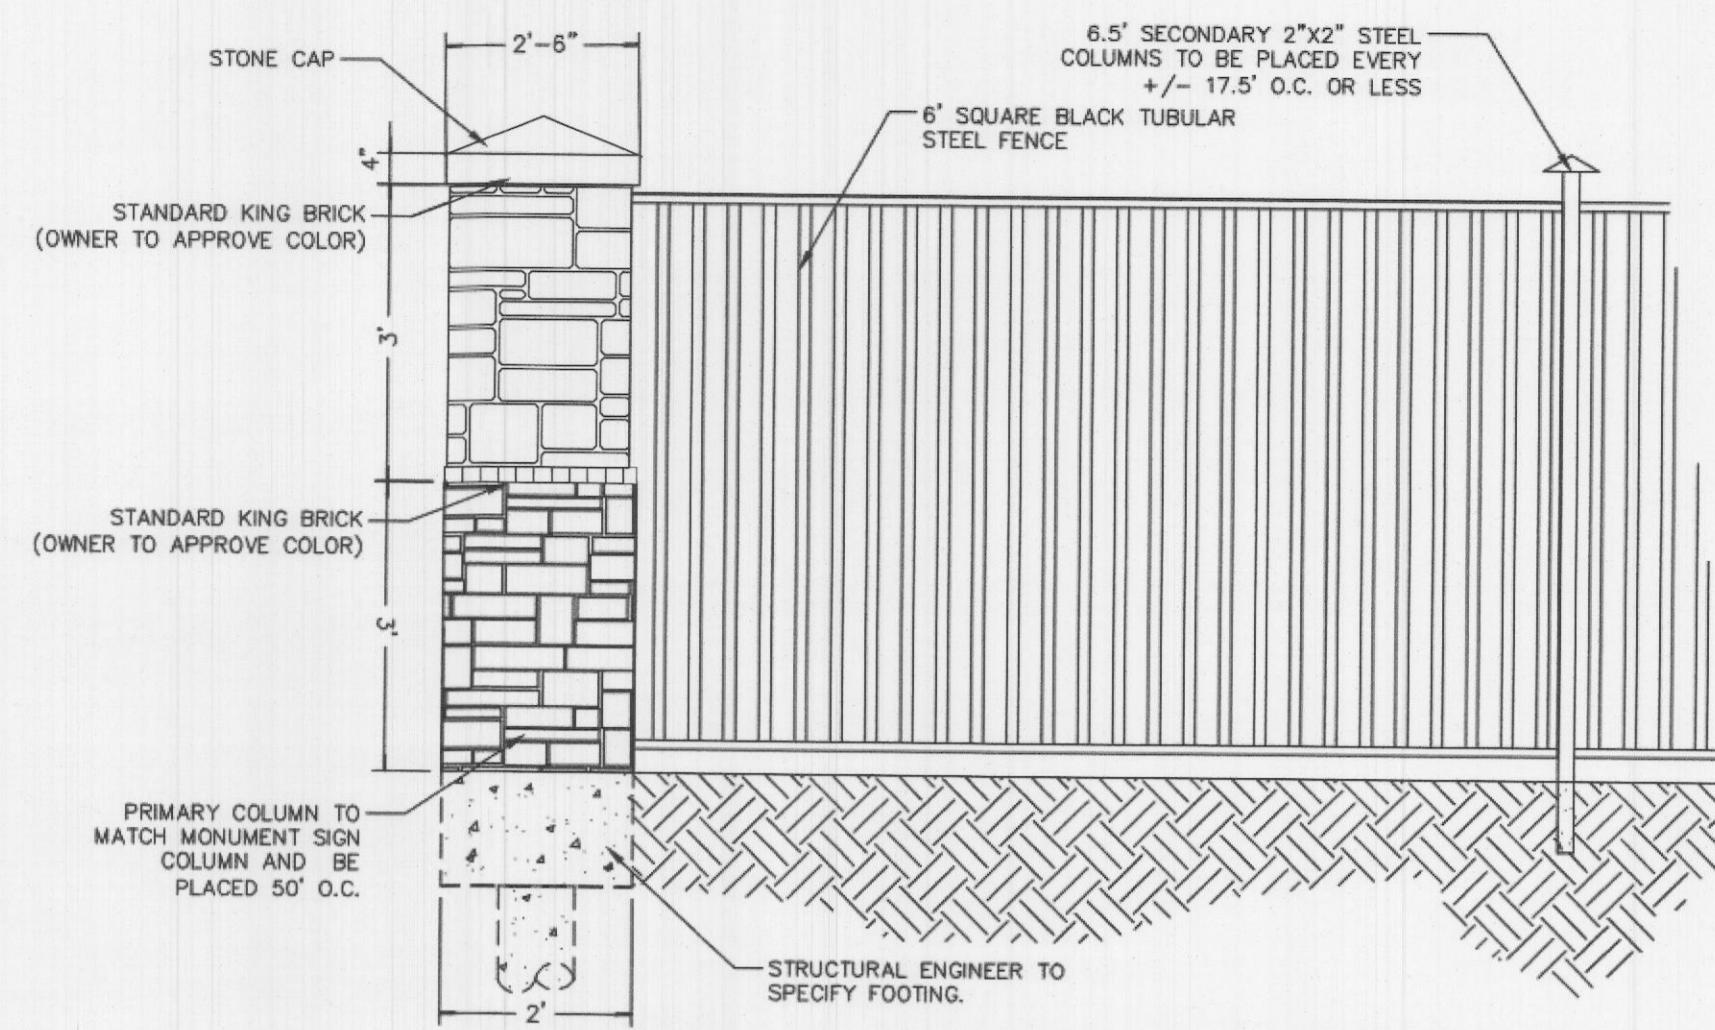 2'-6"
STONE CAP
6.5' SECONDARY 2"X2" STEEL
COLUMNS TO BE PLACED EVERY
+/- 17.5' O.C. OR LESS
6' SQUARE BLACK TUBULAR
STEEL FENCE
4"
STANDARD KING BRICK
(OWNER TO APPROVE COLOR)
3'
STANDARD KING BRICK
(OWNER TO APPROVE COLOR)
3'
PRIMARY COLUMN TO
MATCH MONUMENT SIGN
COLUMN AND BE
PLACED 50' O.C.
STRUCTURAL ENGINEER TO
SPECIFY FOOTING.
2'